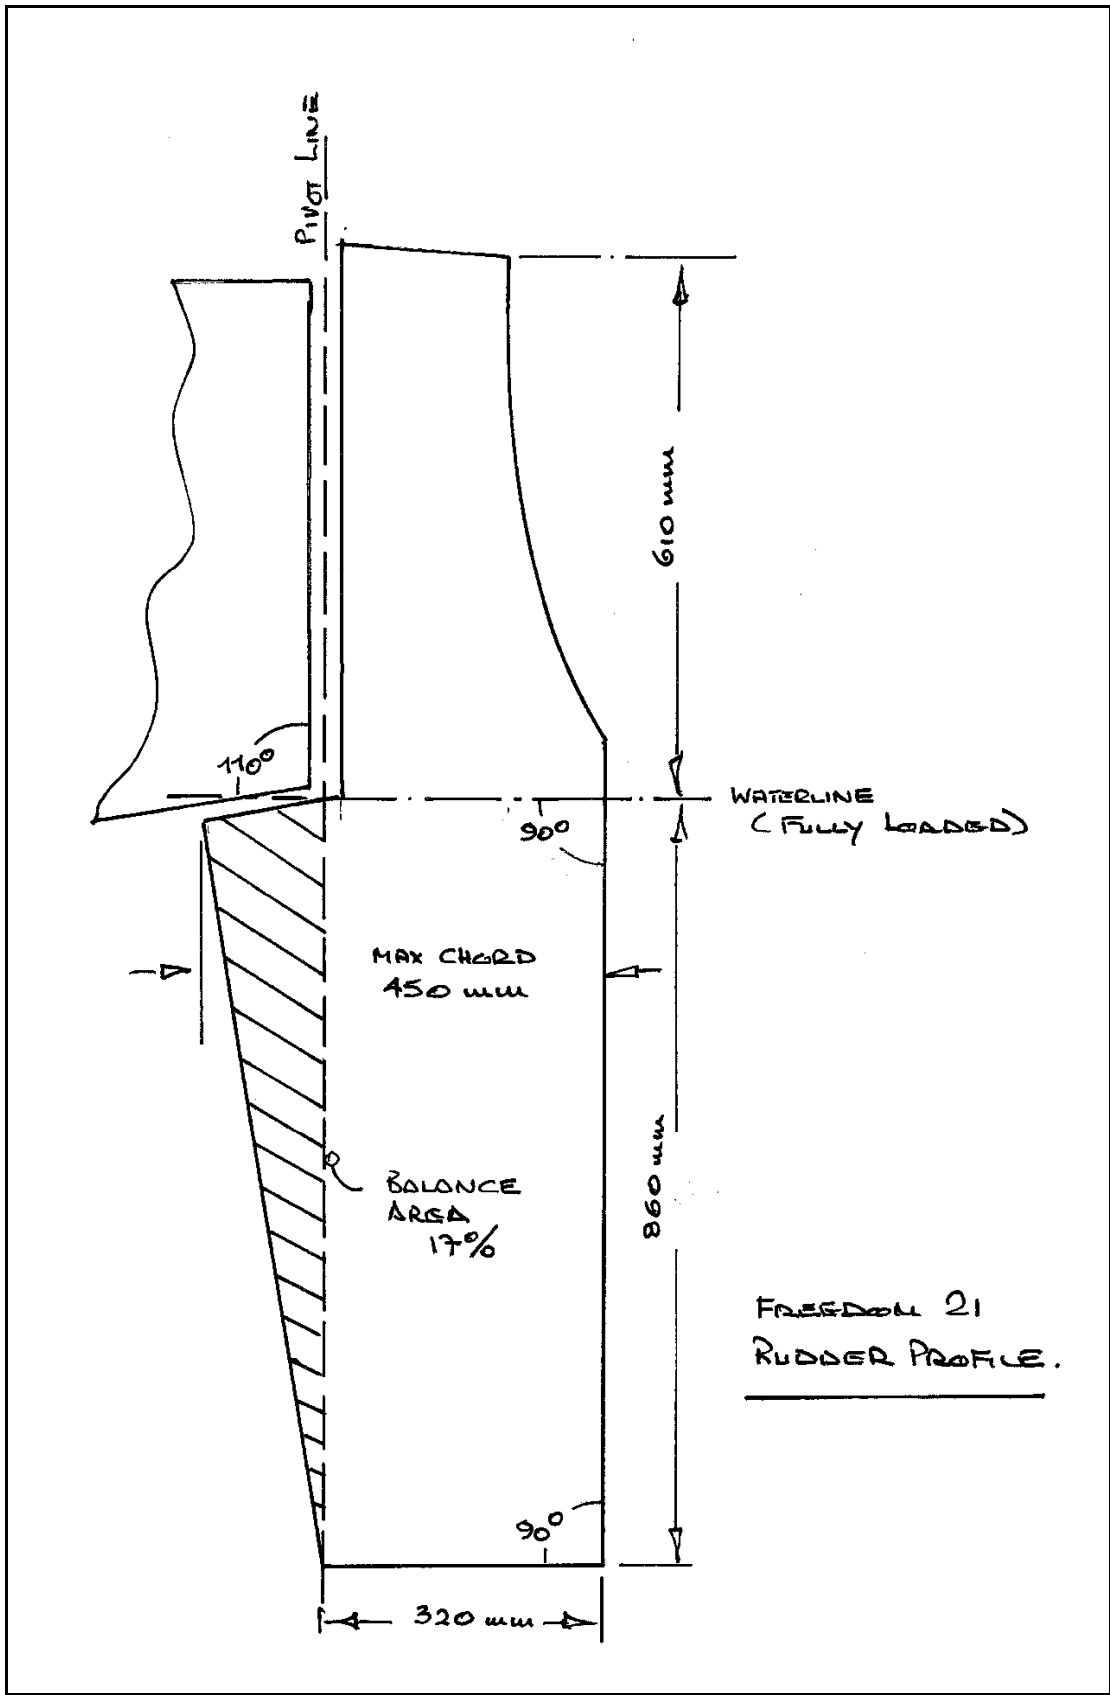 PIVOT LINE
610 mm
110°
WATERLINE
(FULLY LOADED)
90°
MAX CHORD
450 mm
860 mm
BALANCE
AREA
17%
FREEDOM 21
RUDDER PROFILE.
90°
320 mm